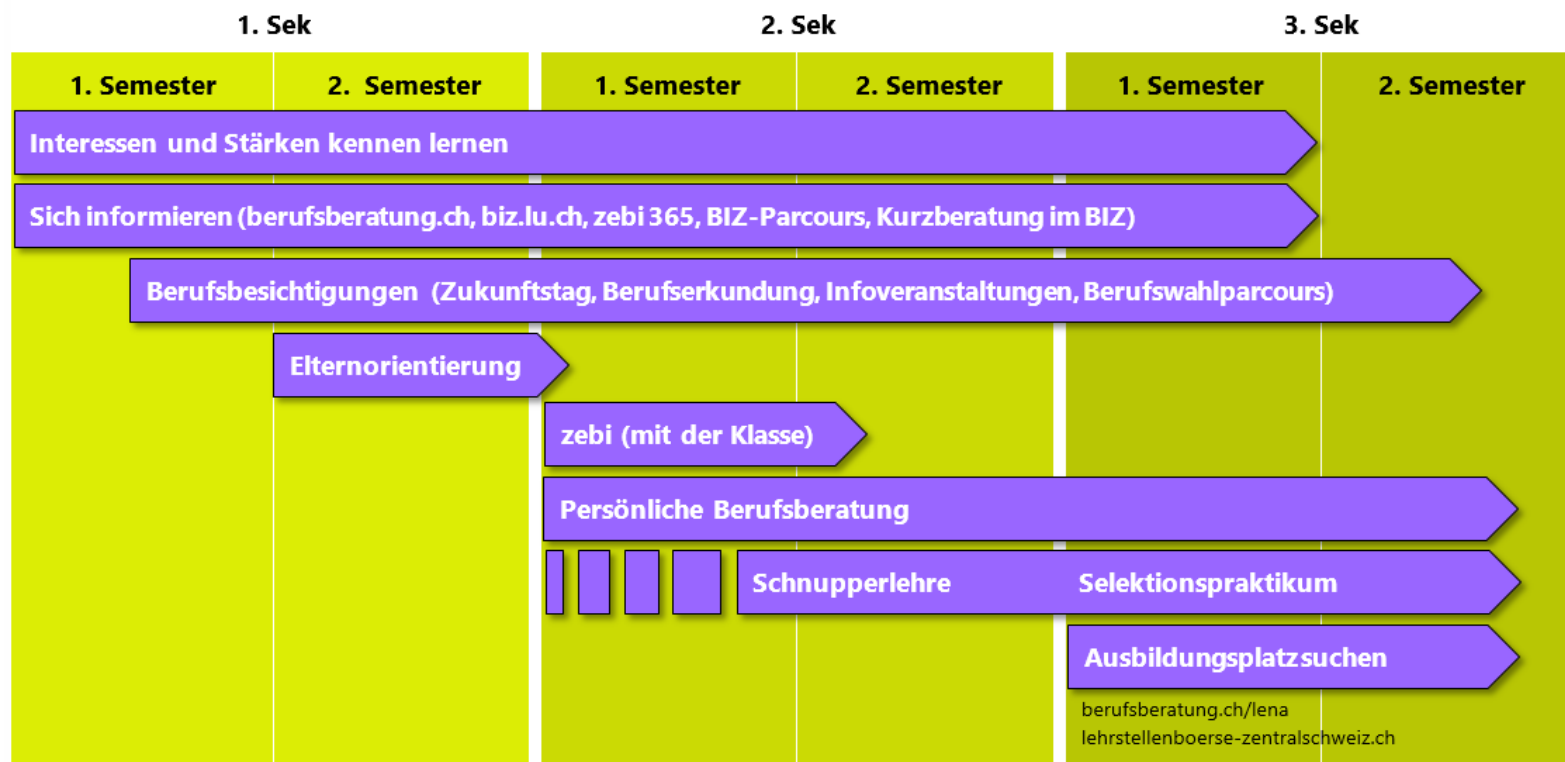 1. Sek 2. Sek 3. Sek
1. Semester 2. Semester 1. Semester 2. Semester 1. Semester 2. Semester
Interessen und Stärken kennen lernen
Sich informieren (berufsberatung.ch, biz.lu.ch, zebi 365, BIZ-Parcours, Kurzberatung im BIZ)
Berufsbesichtigungen (Zukunftstag, Berufserkundung, Infoveranstaltungen, Berufswahlparcours)
Elternorientierung
zebi (mit der Klasse)
Persönliche Berufsberatung
Schnupperlehre Selektionspraktikum
Ausbildungsplatzsuchen
berufsberatung.ch/lena
lehrstellenboerse-zentralschweiz.ch